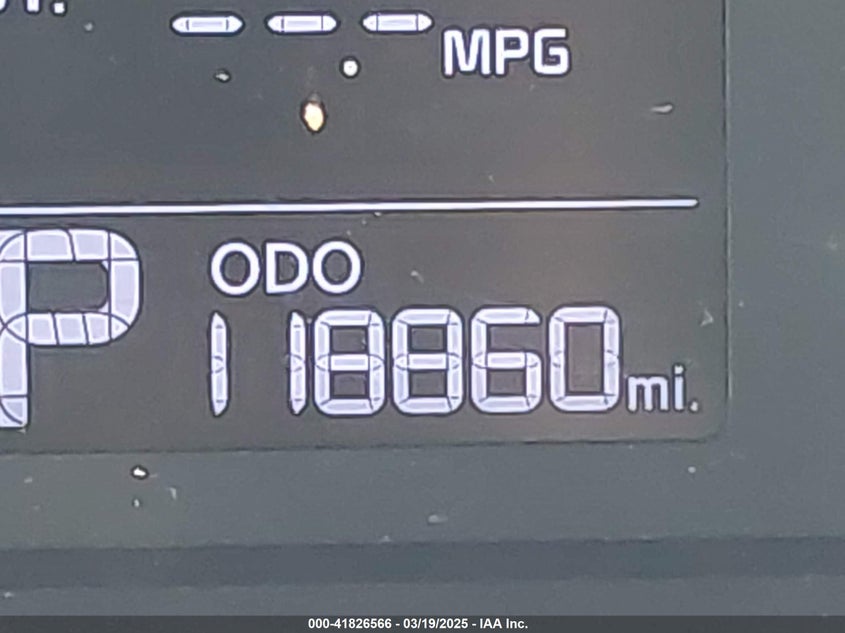 --- MPG
ODO
P 118860 mi.
000-41826566 - 03/19/2025 - IAA Inc.